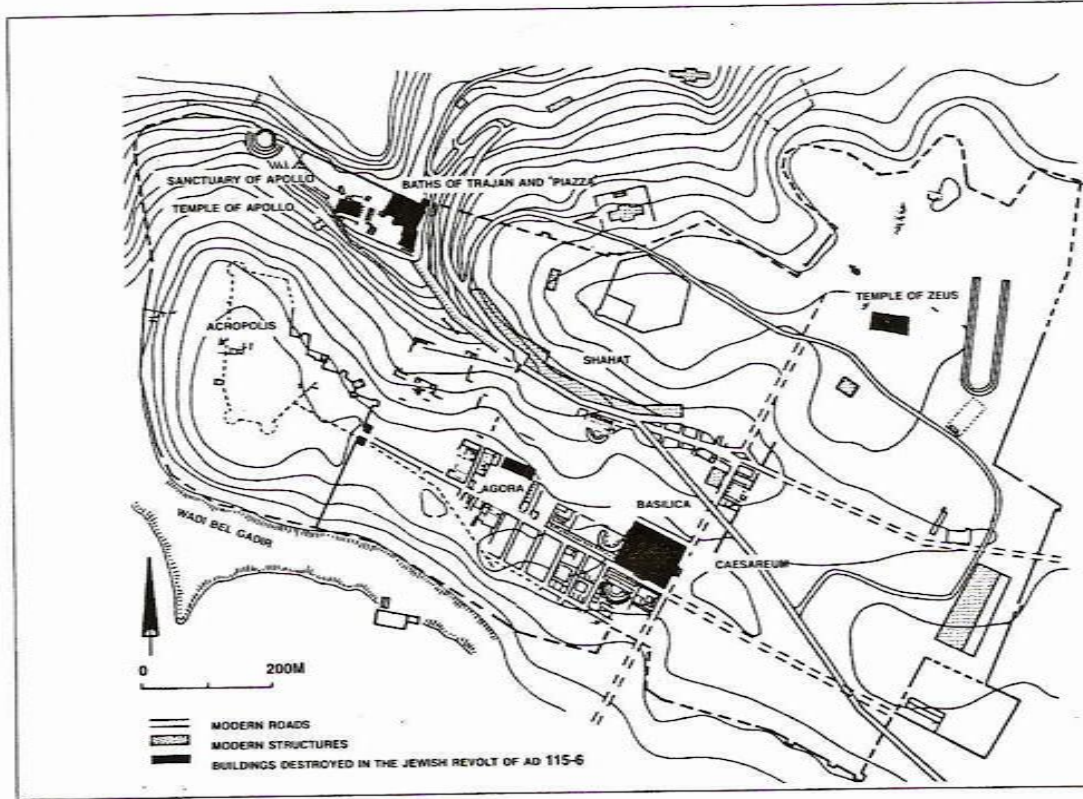 SANCTUARY OF APOLLO
BATHS OF TRAJAN AND "PIAZZA"
TEMPLE OF APOLLO
TEMPLE OF ZEUS
ACROPOLIS
SHAHAT
AGORA
BASILICA
WADI BEL GADIR
CAESAREUM
0 200M
MODERN ROADS
MODERN STRUCTURES
BUILDINGS DESTROYED IN THE JEWISH REVOLT OF AD 115-6